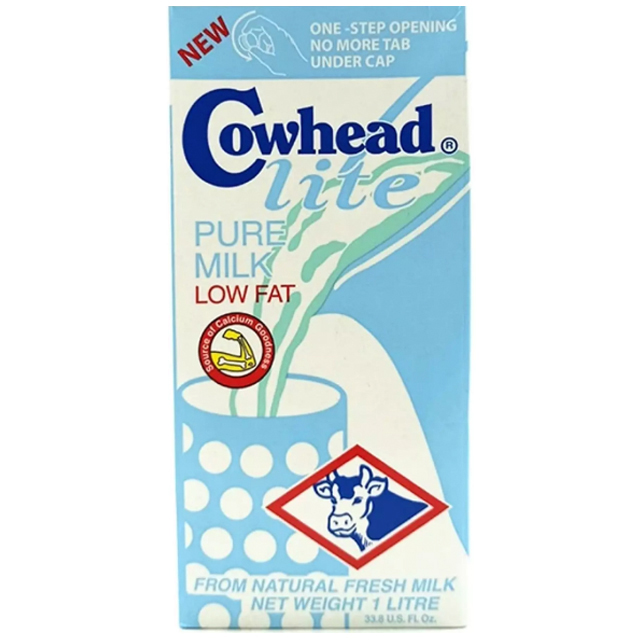 NEW
ONE -STEP OPENING
NO MORE TAB
UNDER CAP
Cowhead®
lite
PURE
MILK
LOW FAT
Source of Calcium Goodness
FROM NATURAL FRESH MILK
NET WEIGHT 1 LITRE
33.8 U.S. Fl. Oz.